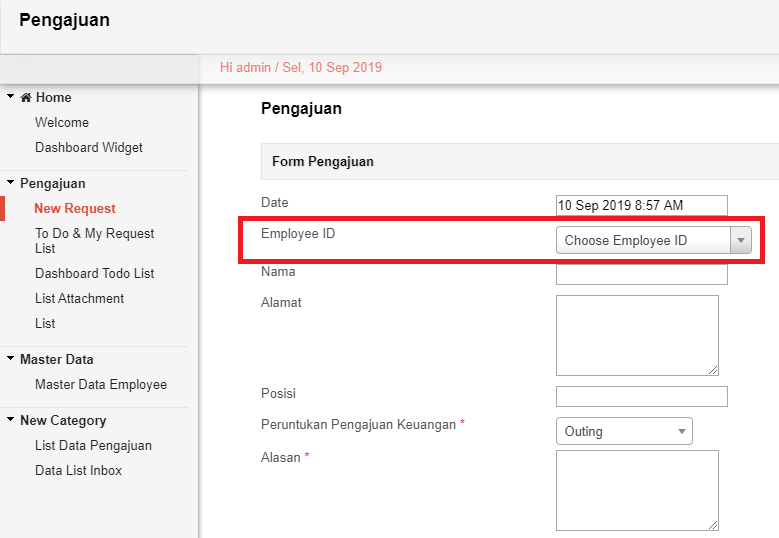 Pengajuan
Hi admin / Sel, 10 Sep 2019
Home
Welcome
Dashboard Widget
Pengajuan
New Request
To Do & My Request
List
Dashboard Todo List
List Attachment
List
Master Data
Master Data Employee
New Category
List Data Pengajuan
Data List Inbox
Pengajuan
Form Pengajuan
Date
10 Sep 2019 8:57 AM
Employee ID
Choose Employee ID
Nama
Alamat
Posisi
Peruntukan Pengajuan Keuangan *
Outing
Alasan *